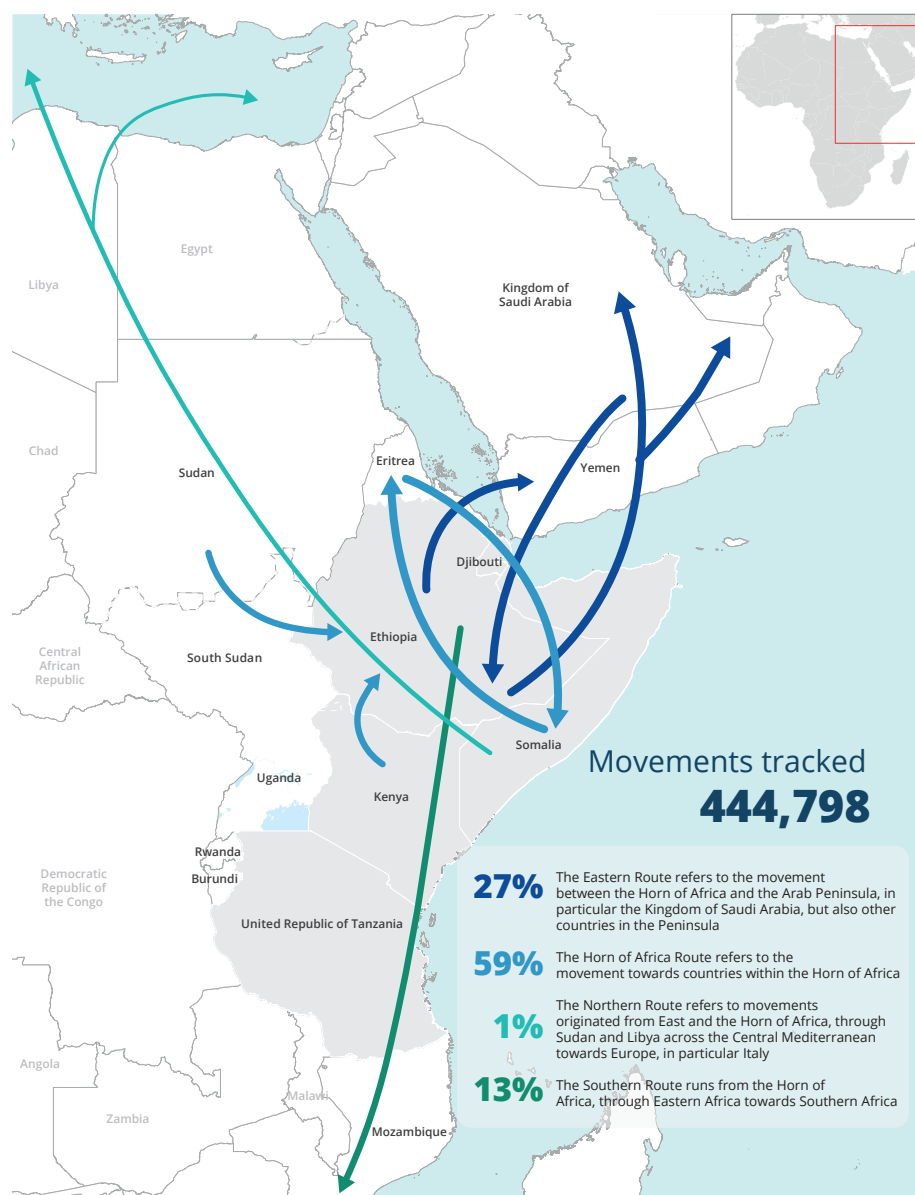 Egypt
Libya
Kingdom of
Saudi Arabia
Chad
Sudan
Eritrea
Yemen
Djibouti
Ethiopia
Central
African
Republic
South Sudan
Somalia
Uganda
Kenya
Rwanda
Burundi
Democratic
Republic of
the Congo
United Republic of Tanzania
Angola
Malawi
Zambia
Mozambique
Movements tracked
444,798
27%
The Eastern Route refers to the movement
between the Horn of Africa and the Arab Peninsula, in
particular the Kingdom of Saudi Arabia, but also other
countries in the Peninsula
59%
The Horn of Africa Route refers to the
movement towards countries within the Horn of Africa
1%
The Northern Route refers to movements
originated from East and the Horn of Africa, through
Sudan and Libya across the Central Mediterranean
towards Europe, in particular Italy
13%
The Southern Route runs from the Horn of
Africa, through Eastern Africa towards Southern Africa